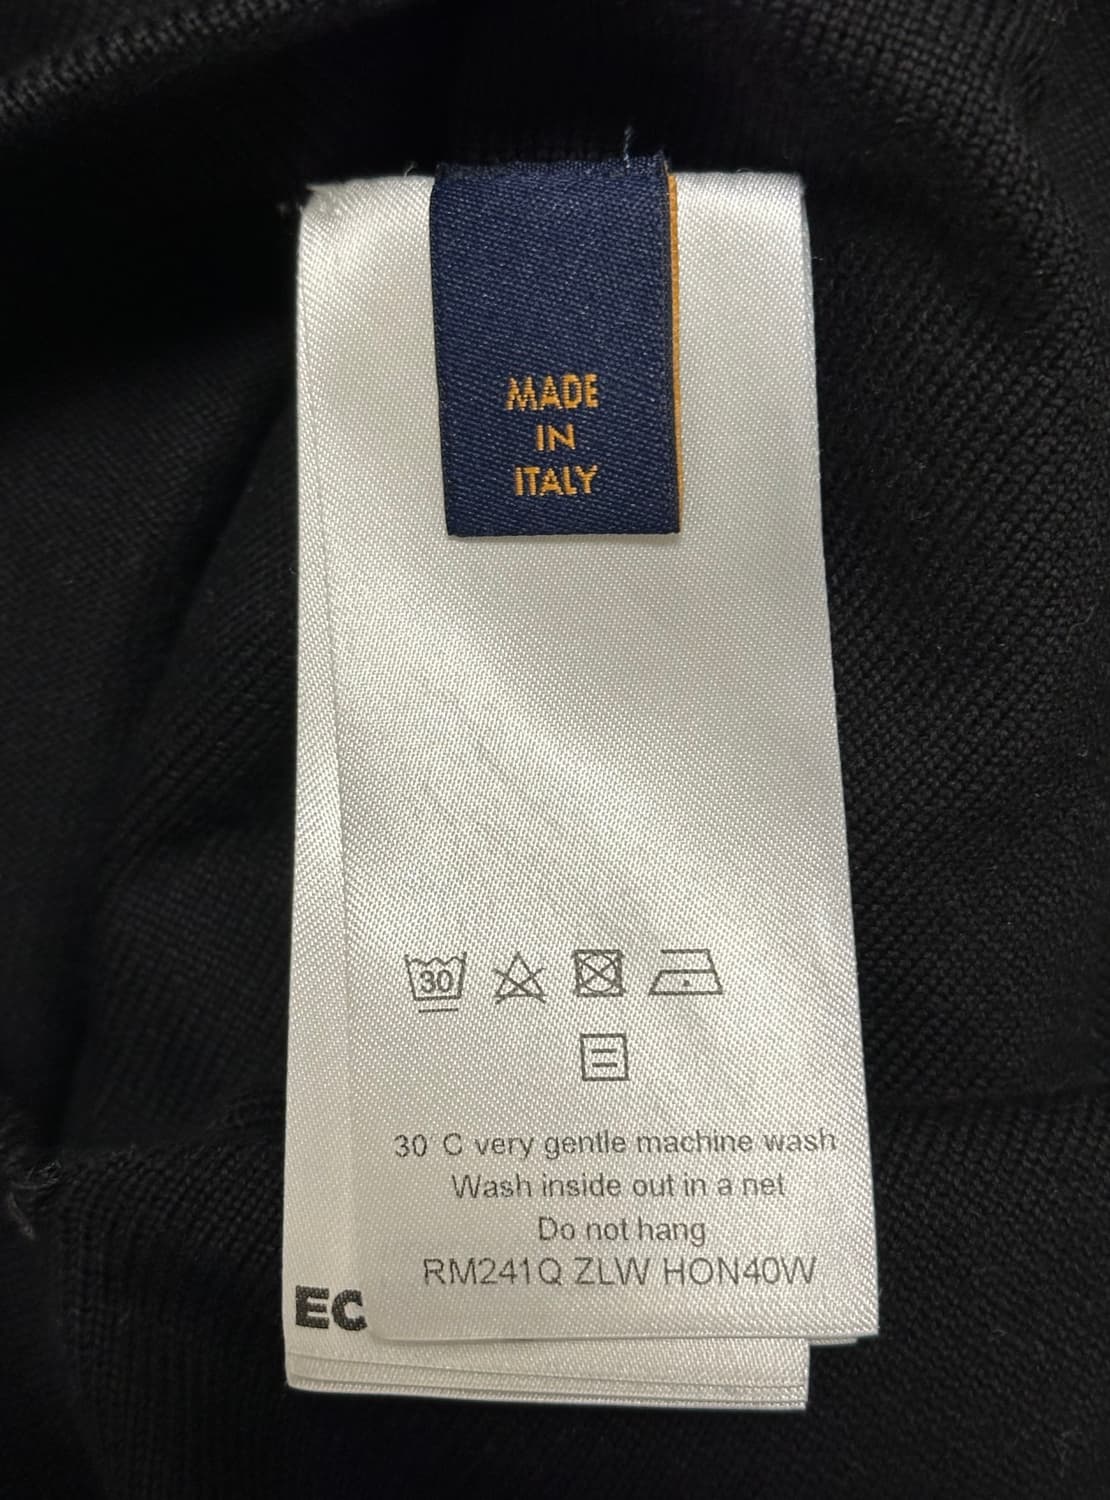 MADE
IN
ITALY
30
30 C very gentle machine wash
Wash inside out in a net
Do not hang
RM241Q ZLW HON40W
EC